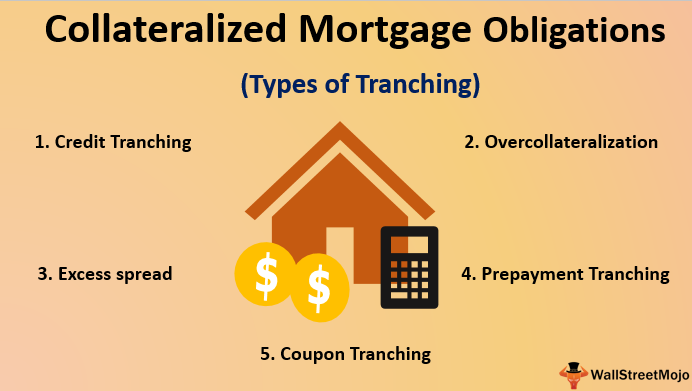 Collateralized Mortgage Obligations
(Types of Tranching)
1. Credit Tranching
2. Overcollateralization
$
$
3. Excess spread
4. Prepayment Tranching
5. Coupon Tranching
WallStreetMojo